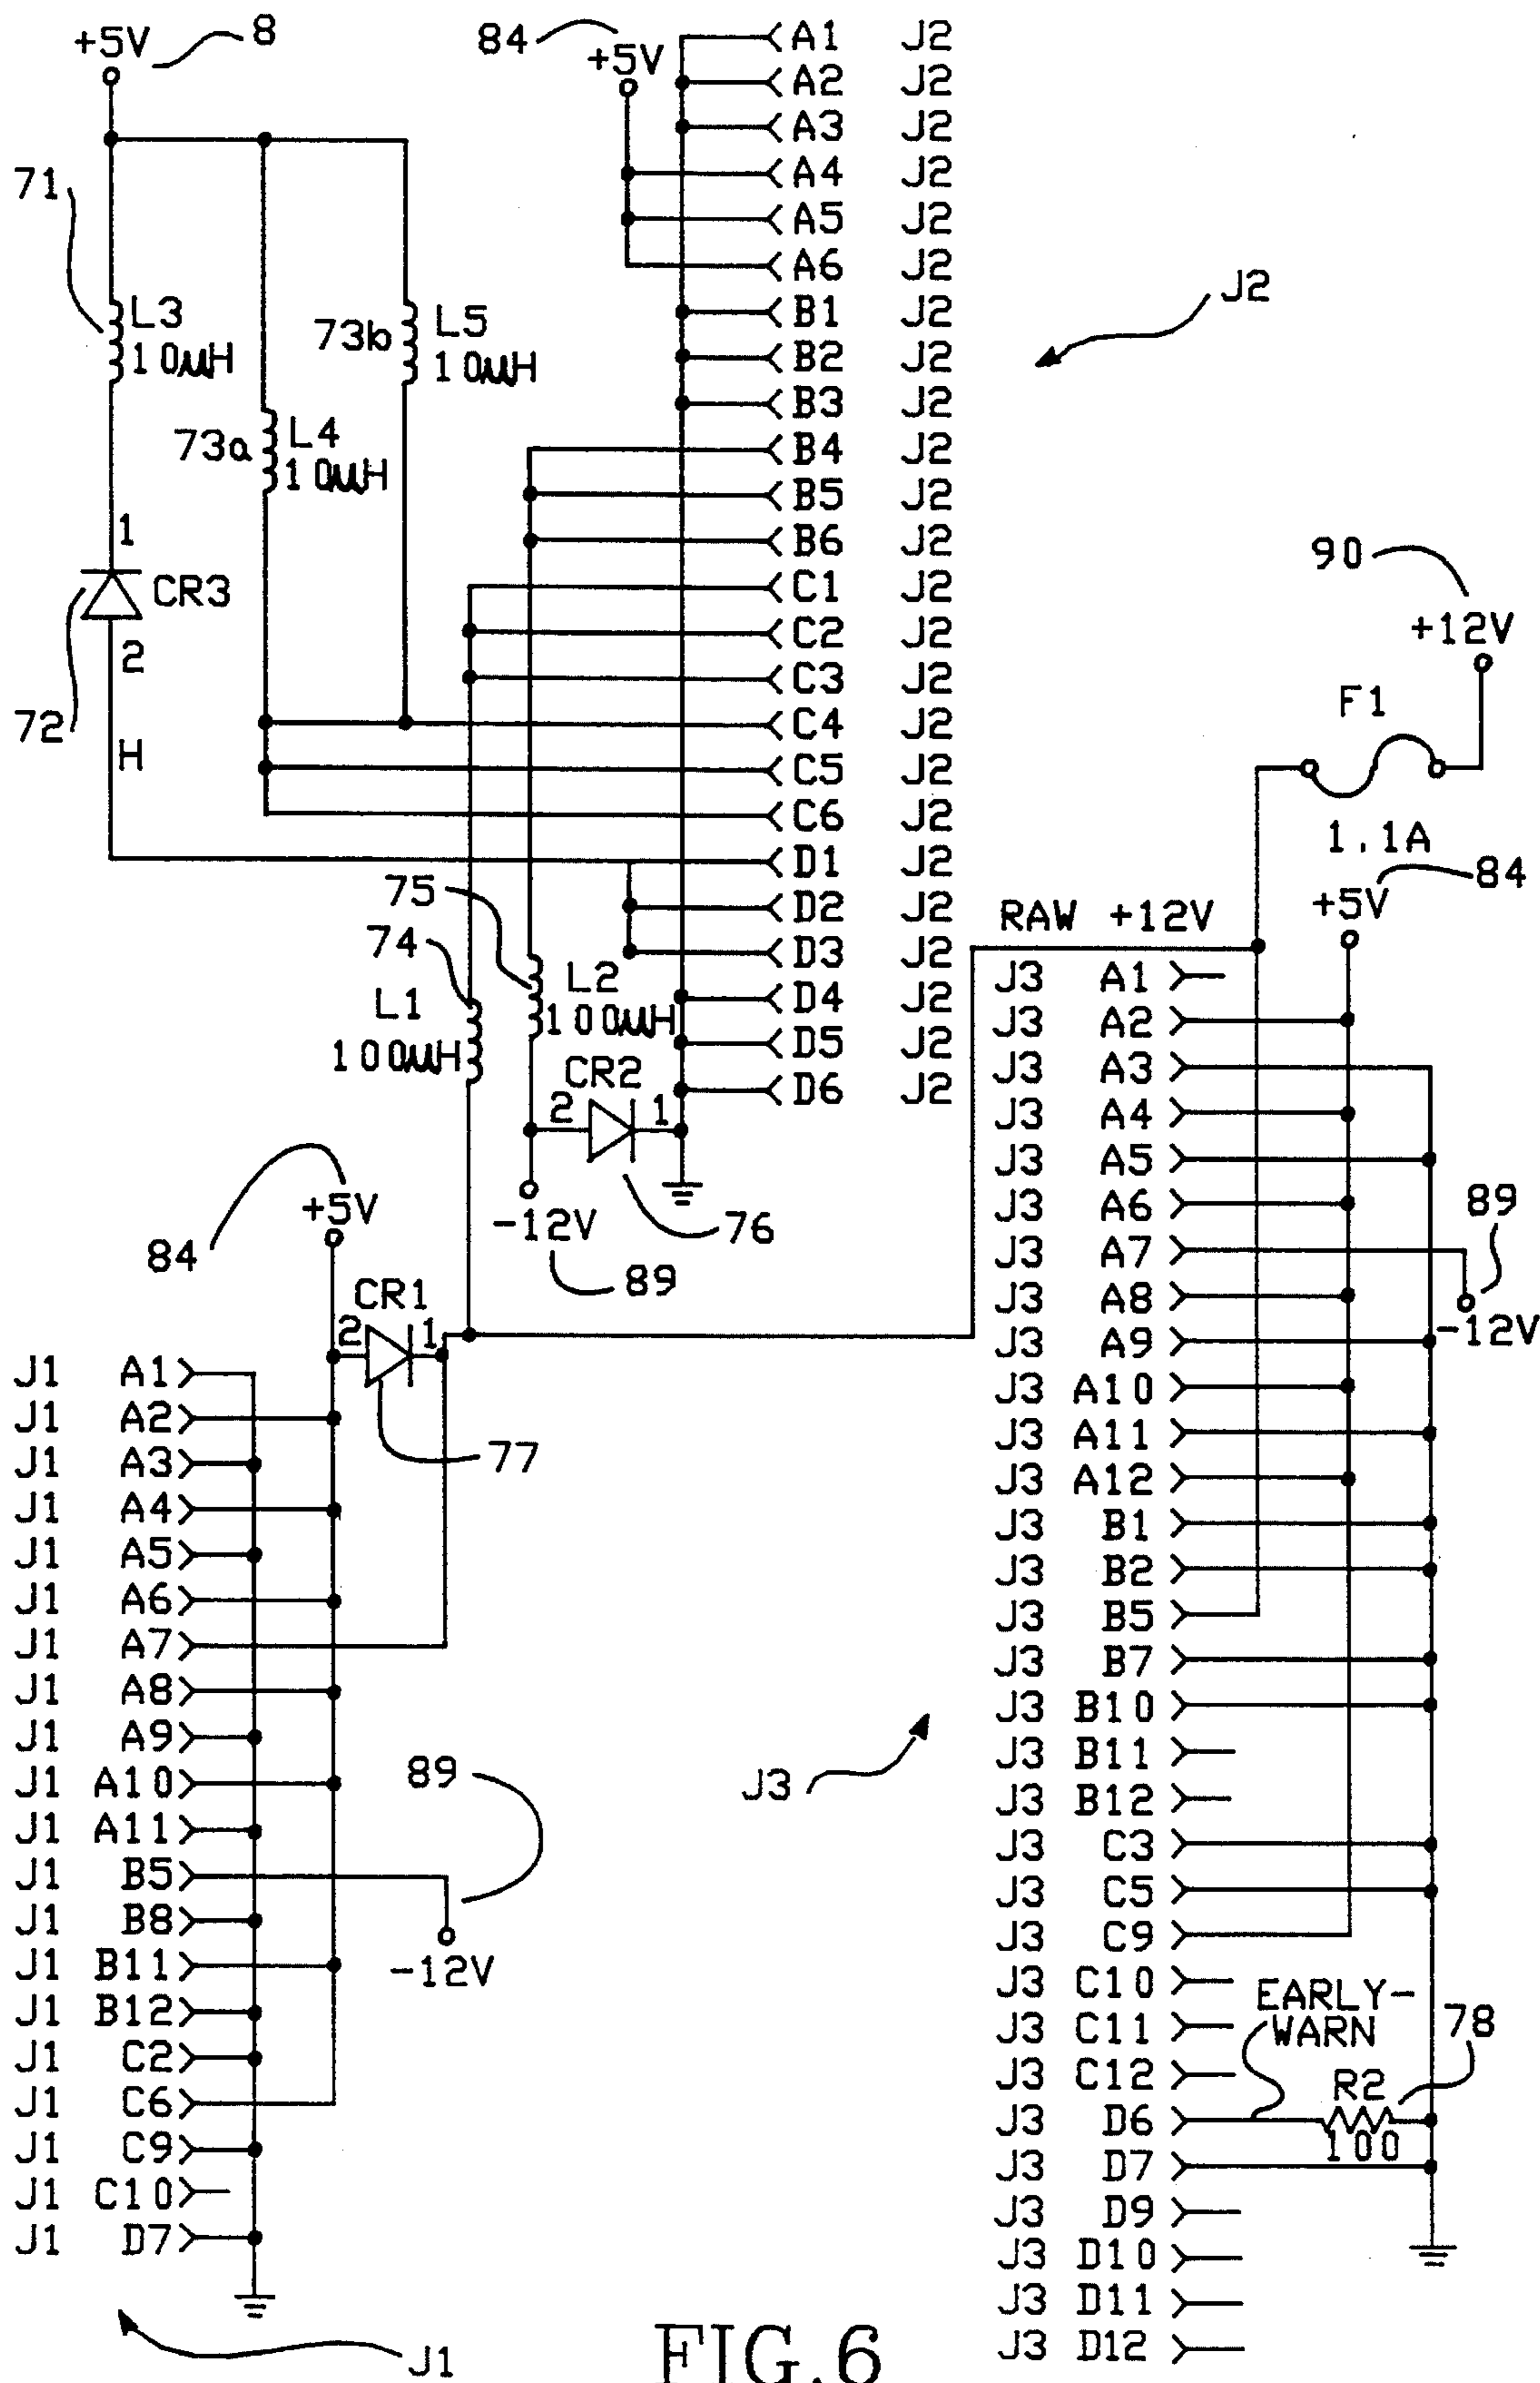 +5V
8
71
L3
10µH
73b
L5
10µH
73a
L4
10µH
1
CR3
2
72
H
84
+5V
A1 J2
A2 J2
A3 J2
A4 J2
A5 J2
A6 J2
B1 J2
B2 J2
B3 J2
B4 J2
B5 J2
B6 J2
C1 J2
C2 J2
C3 J2
C4 J2
C5 J2
C6 J2
D1 J2
D2 J2
D3 J2
D4 J2
D5 J2
D6 J2
J2
75
74
L1
100µH
L2
100µH
CR2
2 1
-12V
76
89
90
+12V
F1
1.1A
84
+5V
RAW +12V
J3 A1
J3 A2
J3 A3
J3 A4
J3 A5
J3 A6
J3 A7
J3 A8
J3 A9
J3 A10
J3 A11
J3 A12
J3 B1
J3 B2
J3 B5
J3 B7
J3 B10
J3 B11
J3 B12
J3 C3
J3 C5
J3 C9
J3 C10
J3 C11
J3 C12
J3 D6
J3 D7
J3 D9
J3 D10
J3 D11
J3 D12
89
-12V
EARLY-
WARN
78
R2
100
J3
84
+5V
CR1
2 1
77
J1 A1
J1 A2
J1 A3
J1 A4
J1 A5
J1 A6
J1 A7
J1 A8
J1 A9
J1 A10
J1 A11
J1 B5
J1 B8
J1 B11
J1 B12
J1 C2
J1 C6
J1 C9
J1 C10
J1 D7
89
-12V
J1
FIG.6